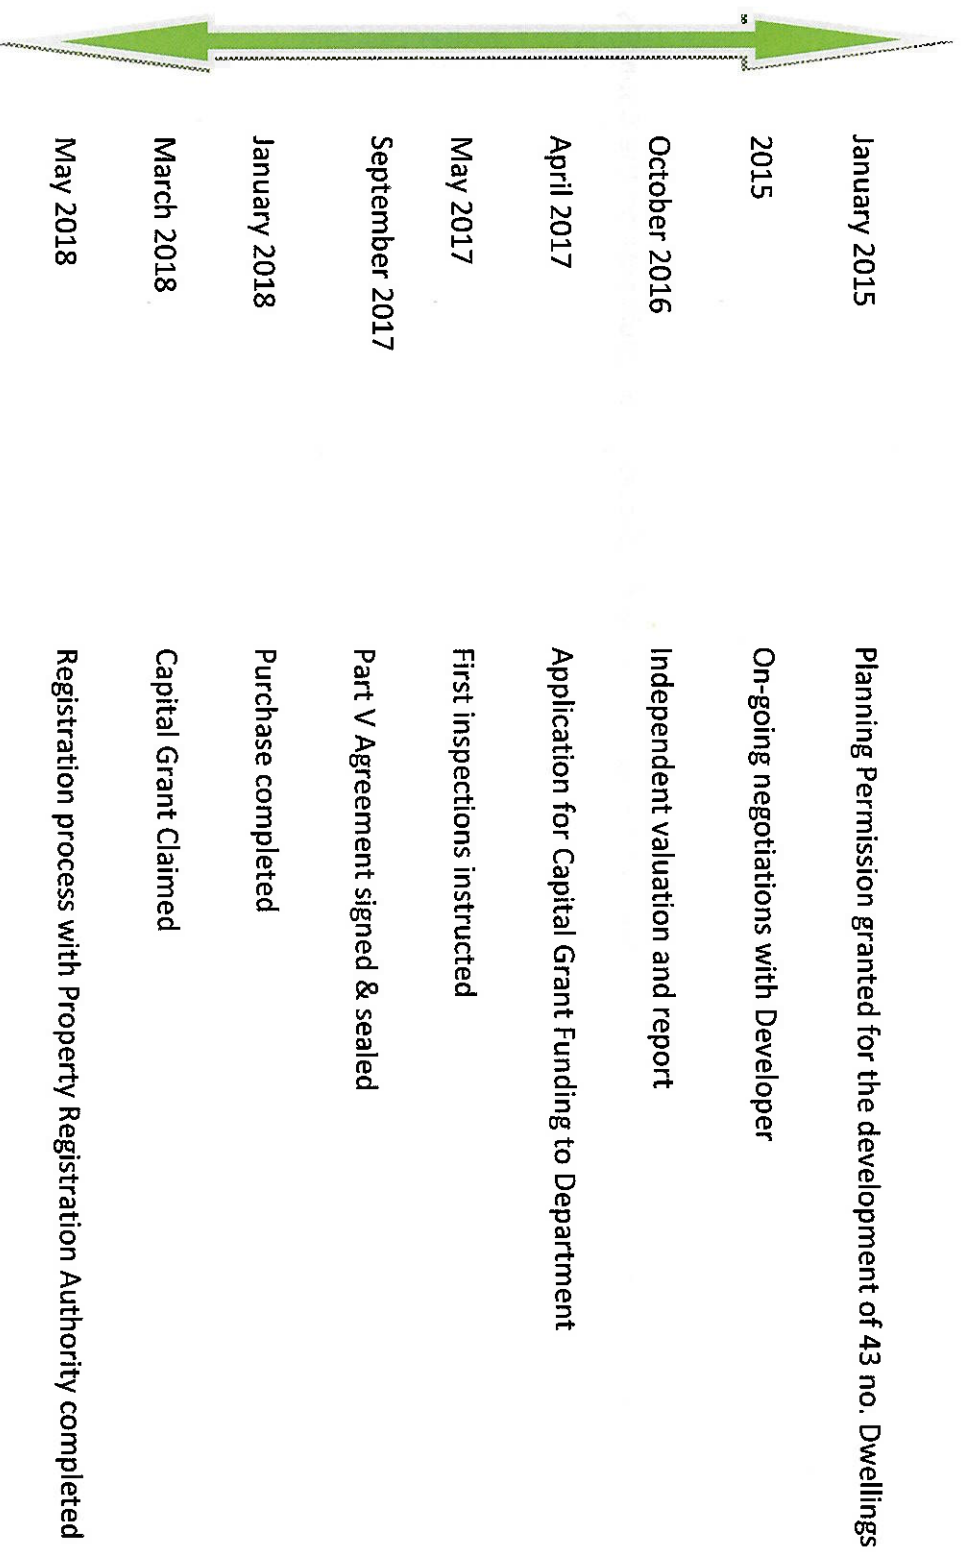 January 2015 Planning Permission granted for the development of 43 no. Dwellings
2015 On-going negotiations with Developer
October 2016 Independent valuation and report
April 2017 Application for Capital Grant Funding to Department
May 2017 First inspections instructed
September 2017 Part V Agreement signed & sealed
January 2018 Purchase completed
March 2018 Capital Grant Claimed
May 2018 Registration process with Property Registration Authority completed